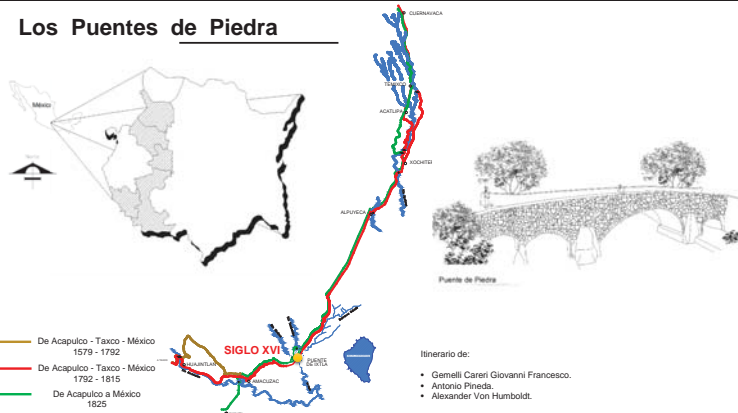 Los Puentes de Piedra
México
CUERNAVACA
TEMIXCO
ACATLIPA
XOCHITEPEC
ALPUYECA
SIGLO XVI
PUENTE
DE IXTLA
HUAJINTLAN
AMACUZAC
Puente de Piedra
De Acapulco - Taxco - México
1579 - 1792
De Acapulco - Taxco - México
1792 - 1815
De Acapulco a México
1825
Itinerario de:
• Gemelli Careri Giovanni Francesco.
• Antonio Pineda.
• Alexander Von Humboldt.